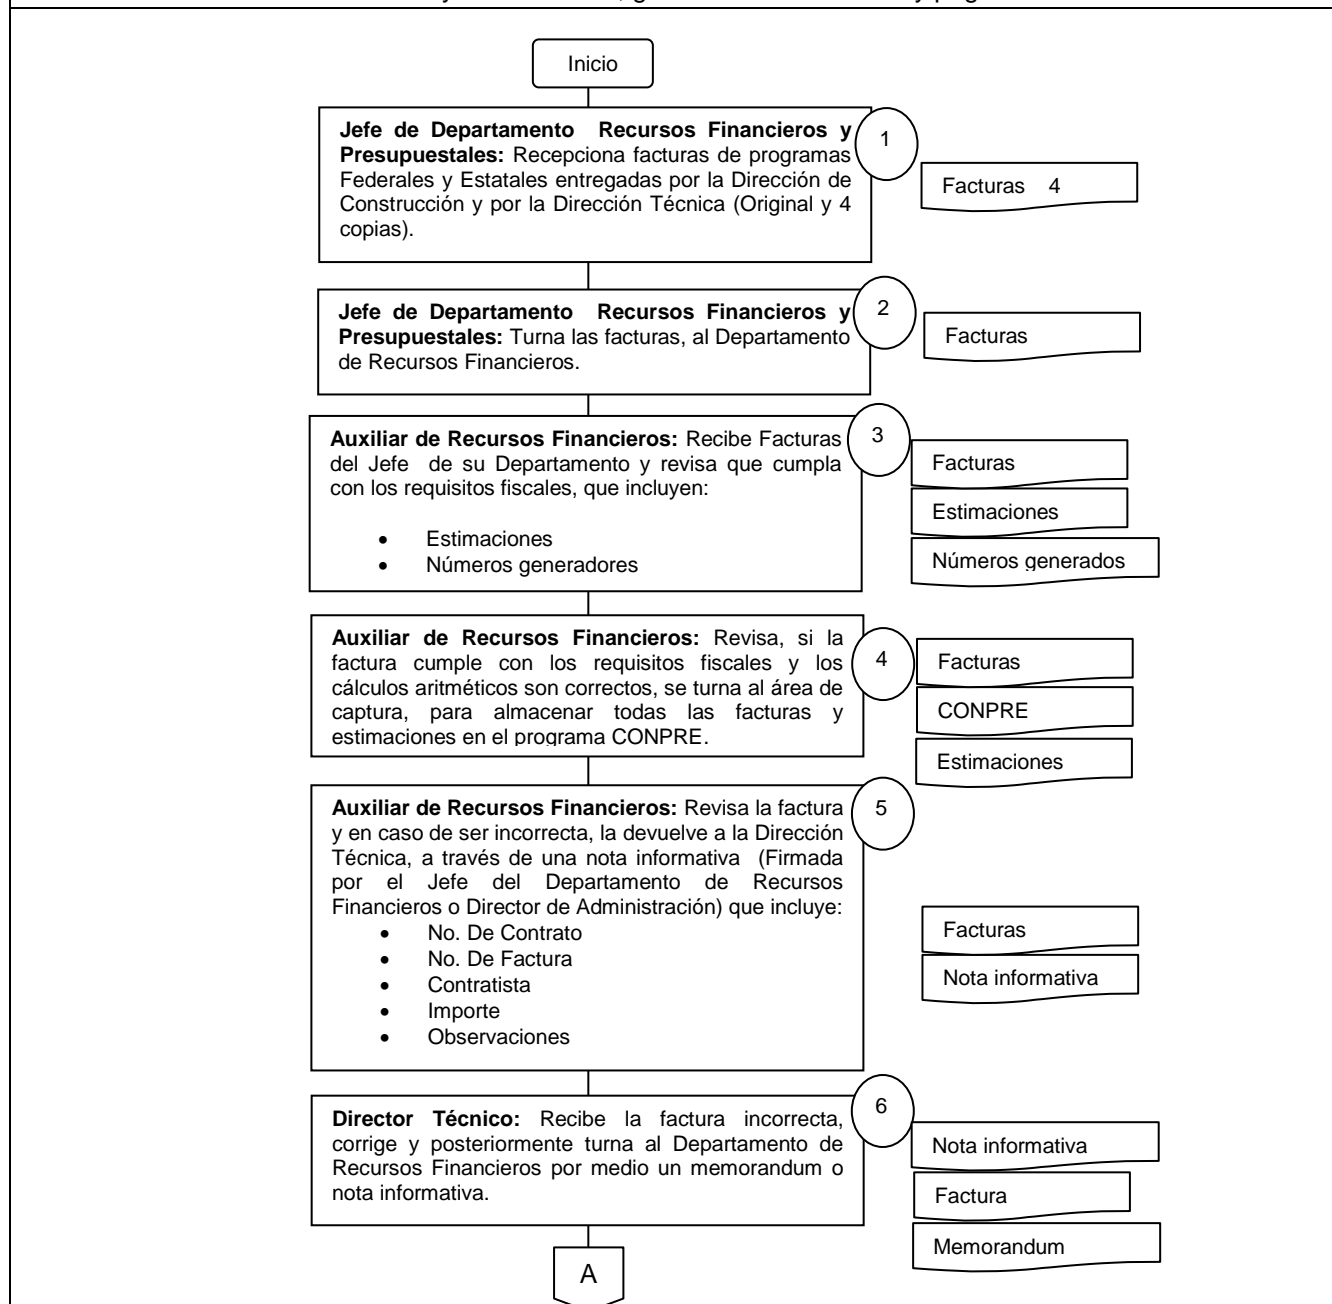 Inicio
Jefe de Departamento Recursos Financieros y
Presupuestales: Recepciona facturas de programas
Federales y Estatales entregadas por la Dirección de
Construcción y por la Dirección Técnica (Original y 4
copias).
1
Facturas 4
Jefe de Departamento Recursos Financieros y
Presupuestales: Turna las facturas, al Departamento
de Recursos Financieros.
2
Facturas
Auxiliar de Recursos Financieros: Recibe Facturas
del Jefe de su Departamento y revisa que cumpla
con los requisitos fiscales, que incluyen:
• Estimaciones
• Números generadores
3
Facturas
Estimaciones
Números generados
Auxiliar de Recursos Financieros: Revisa, si la
factura cumple con los requisitos fiscales y los
cálculos aritméticos son correctos, se turna al área de
captura, para almacenar todas las facturas y
estimaciones en el programa CONPRE.
4
Facturas
CONPRE
Estimaciones
Auxiliar de Recursos Financieros: Revisa la factura
y en caso de ser incorrecta, la devuelve a la Dirección
Técnica, a través de una nota informativa (Firmada
por el Jefe del Departamento de Recursos
Financieros o Director de Administración) que incluye:
• No. De Contrato
• No. De Factura
• Contratista
• Importe
• Observaciones
5
Facturas
Nota informativa
Director Técnico: Recibe la factura incorrecta,
corrige y posteriormente turna al Departamento de
Recursos Financieros por medio un memorandum o
nota informativa.
6
Nota informativa
Factura
Memorandum
A